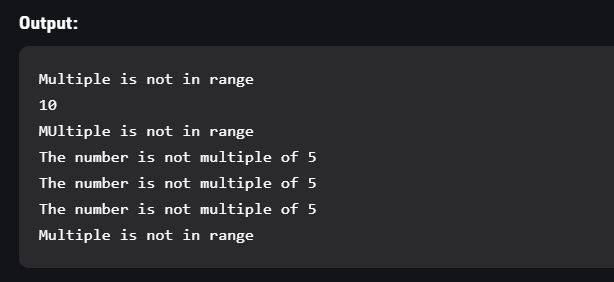 Output:
Multiple is not in range
10
MUltiple is not in range
The number is not multiple of 5
The number is not multiple of 5
The number is not multiple of 5
Multiple is not in range